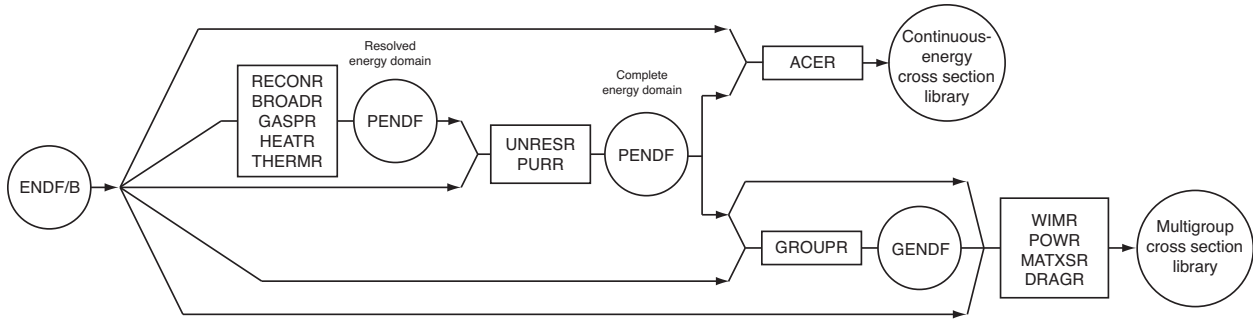 ENDF/B
RECONR
BROADR
GASPR
HEATR
THERMR
Resolved
energy domain
PENDF
UNRESR
PURR
Complete
energy domain
PENDF
ACER
Continuous-
energy
cross section
library
GROUPR
GENDF
WIMR
POWR
MATXSR
DRAGR
Multigroup
cross section
library